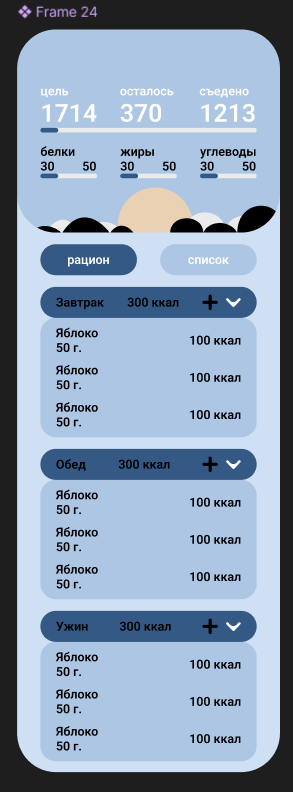 Frame 24
цель осталось съедено
1714 370 1213
белки жиры углеводы
30 50 30 50 30 50
рацион список
Завтрак 300 ккал
Яблоко
50 г. 100 ккал
Яблоко
50 г. 100 ккал
Яблоко
50 г. 100 ккал
Обед 300 ккал
Яблоко
50 г. 100 ккал
Яблоко
50 г. 100 ккал
Яблоко
50 г. 100 ккал
Ужин 300 ккал
Яблоко
50 г. 100 ккал
Яблоко
50 г. 100 ккал
Яблоко
50 г. 100 ккал